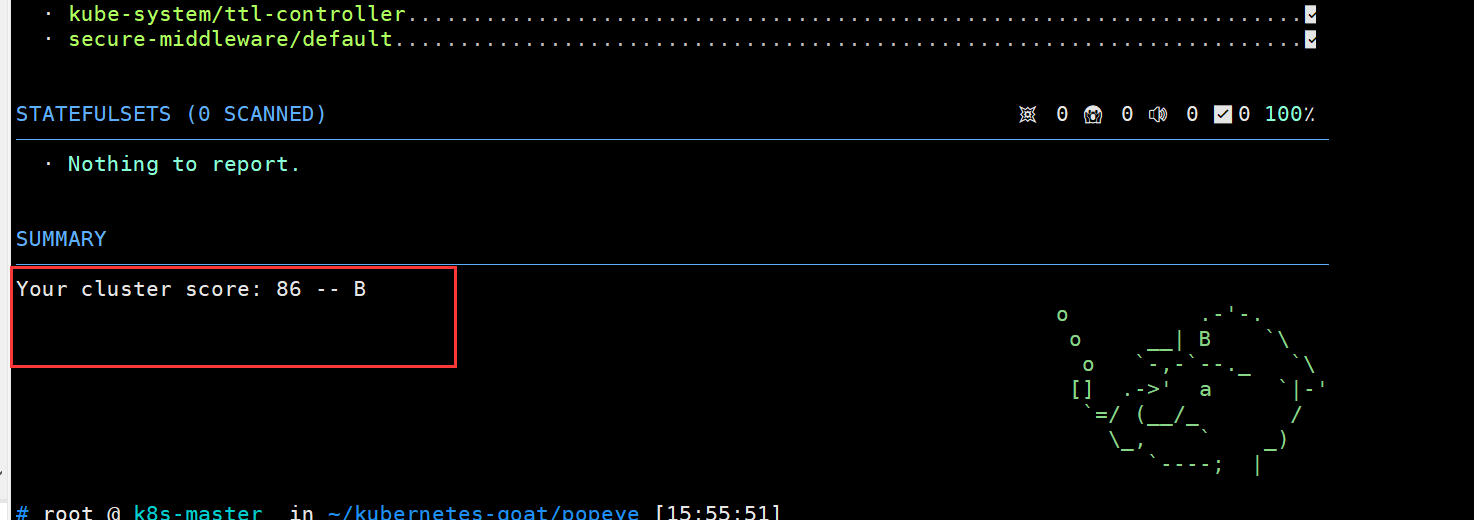 · kube-system/ttl-controller.....................................................................✔
· secure-middleware/default......................................................................✔
STATEFULSETS (0 SCANNED) 💥 0 😱 0 🔊 0 ✅ 0 100٪
· Nothing to report.
SUMMARY
Your cluster score: 86 -- B
o          .-'-.
 o     __| B    `\
  o   `-,-`--._   `\
 []  .->'  a     `|-'
  `=/ (__/_       /
    \_,    `    _)
       `----;  |
# root @ k8s-master in ~/kubernetes-goat/popeye [15:55:51]